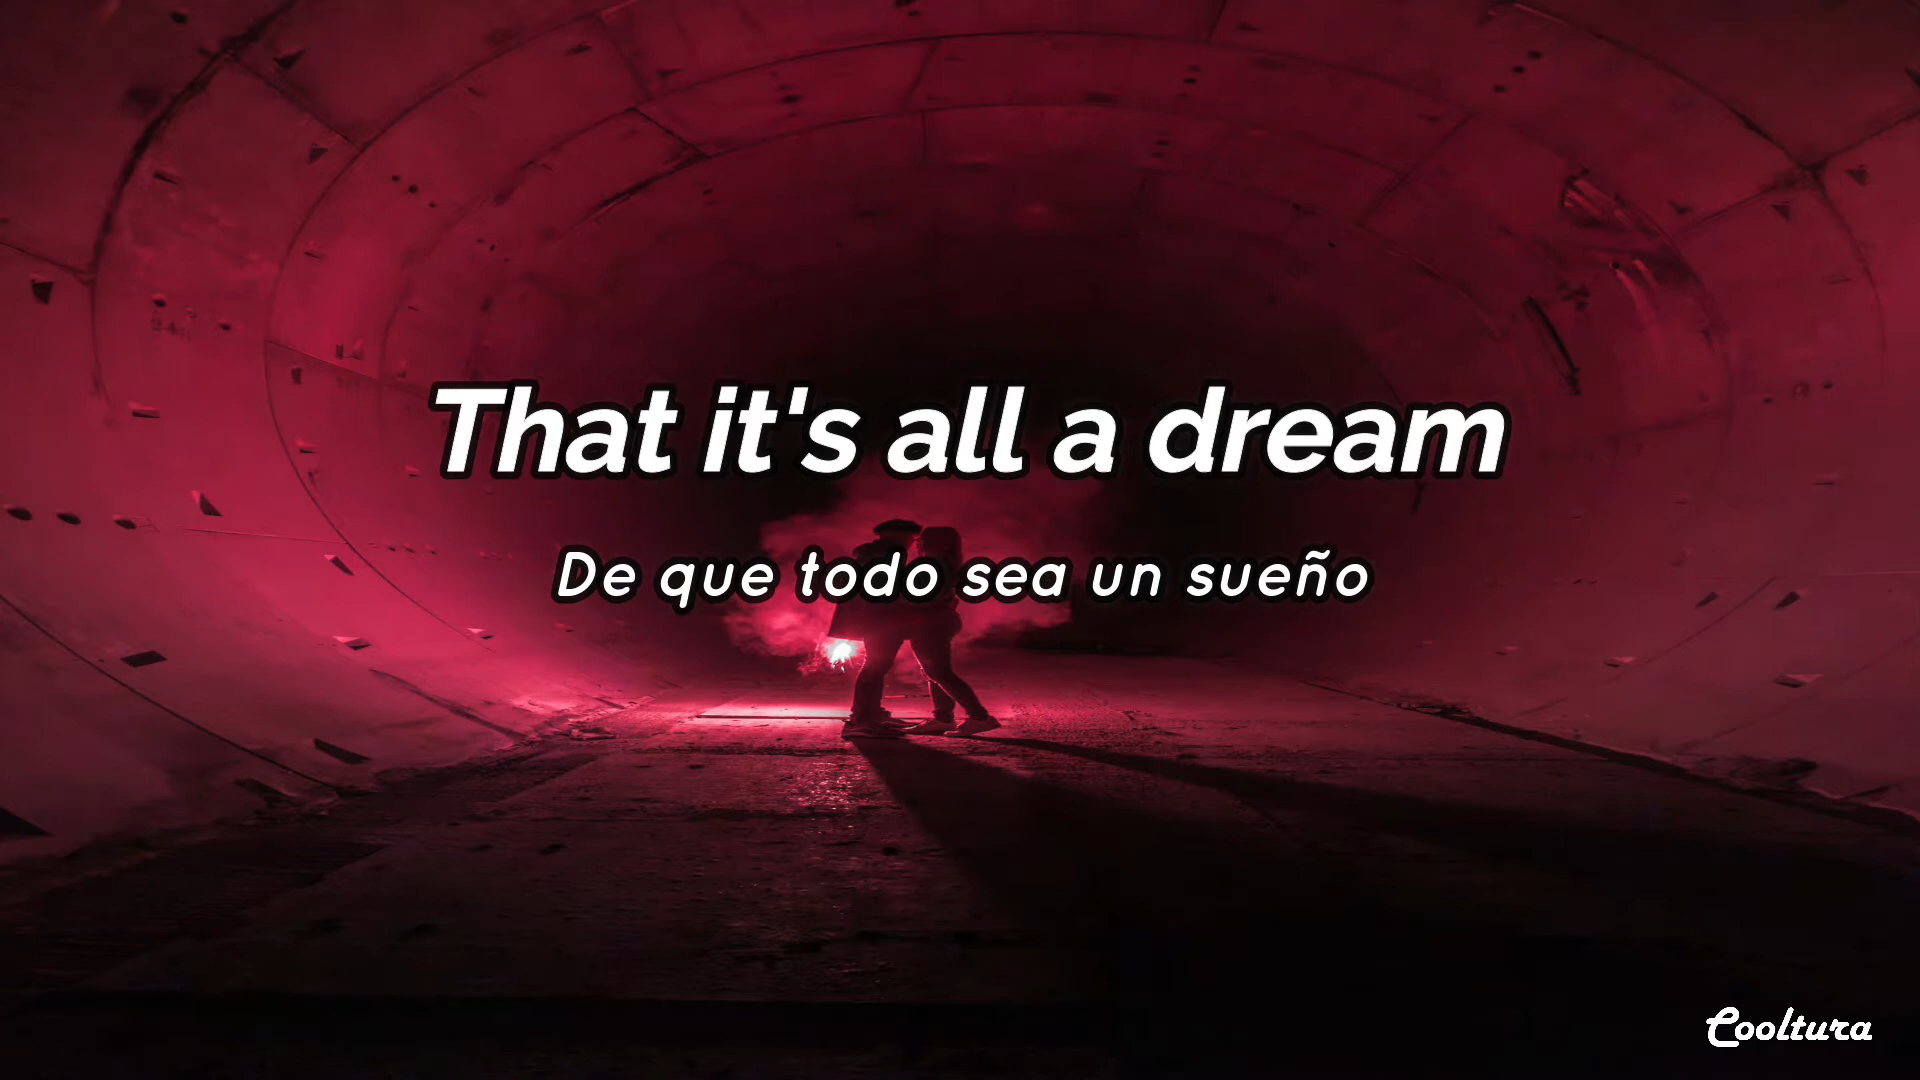 That it's all a dream
De que todo sea un sueño
Cooltura